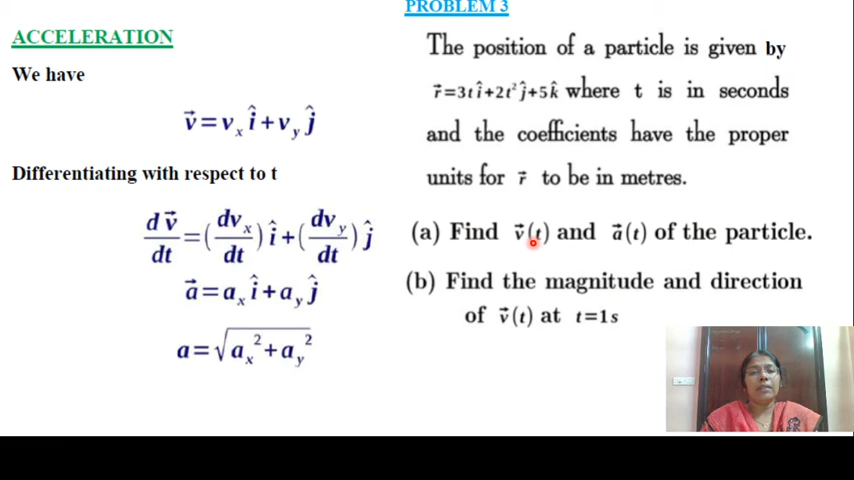 ACCELERATION
We have
v⃗ = vₓ î + v_y ĵ
Differentiating with respect to t
dv⃗/dt = (dvₓ/dt) î + (dv_y/dt) ĵ
a⃗ = aₓ î + a_y ĵ
a = √(aₓ² + a_y²)
PROBLEM 3
The position of a particle is given by
r⃗=3t î+2t² ĵ+5k̂ where t is in seconds
and the coefficients have the proper
units for r⃗ to be in metres.
(a) Find v⃗(t) and a⃗(t) of the particle.
(b) Find the magnitude and direction
of v⃗(t) at t=1s